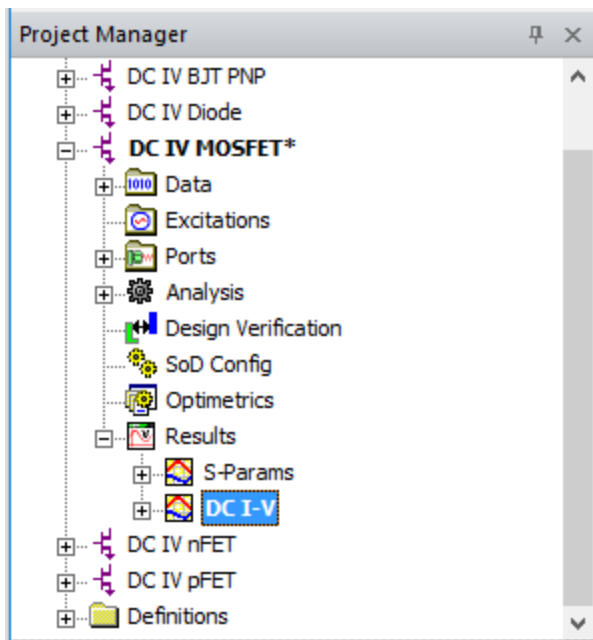 Project Manager
DC IV BJT PNP
DC IV Diode
DC IV MOSFET*
1010 Data
Excitations
Ports
Analysis
Design Verification
SoD Config
Optimetrics
Results
S-Params
DC I-V
DC IV nFET
DC IV pFET
Definitions